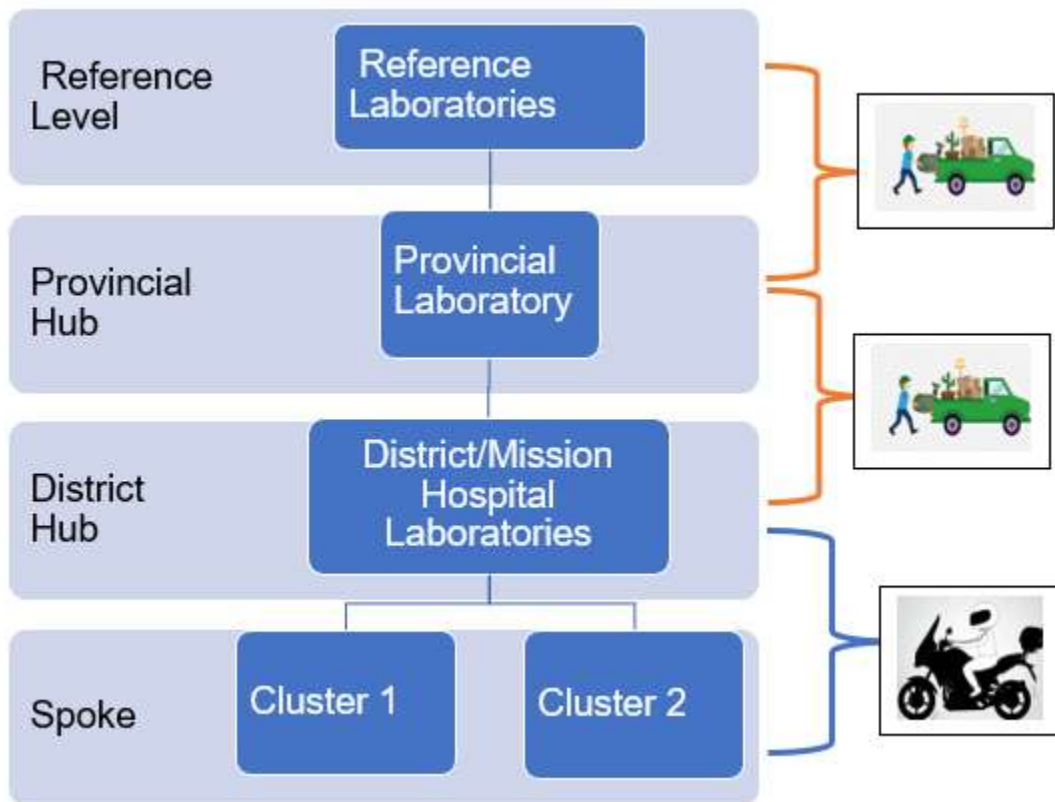 Reference
Level
Reference
Laboratories
Provincial
Hub
Provincial
Laboratory
District
Hub
District/Mission
Hospital
Laboratories
Spoke
Cluster 1
Cluster 2